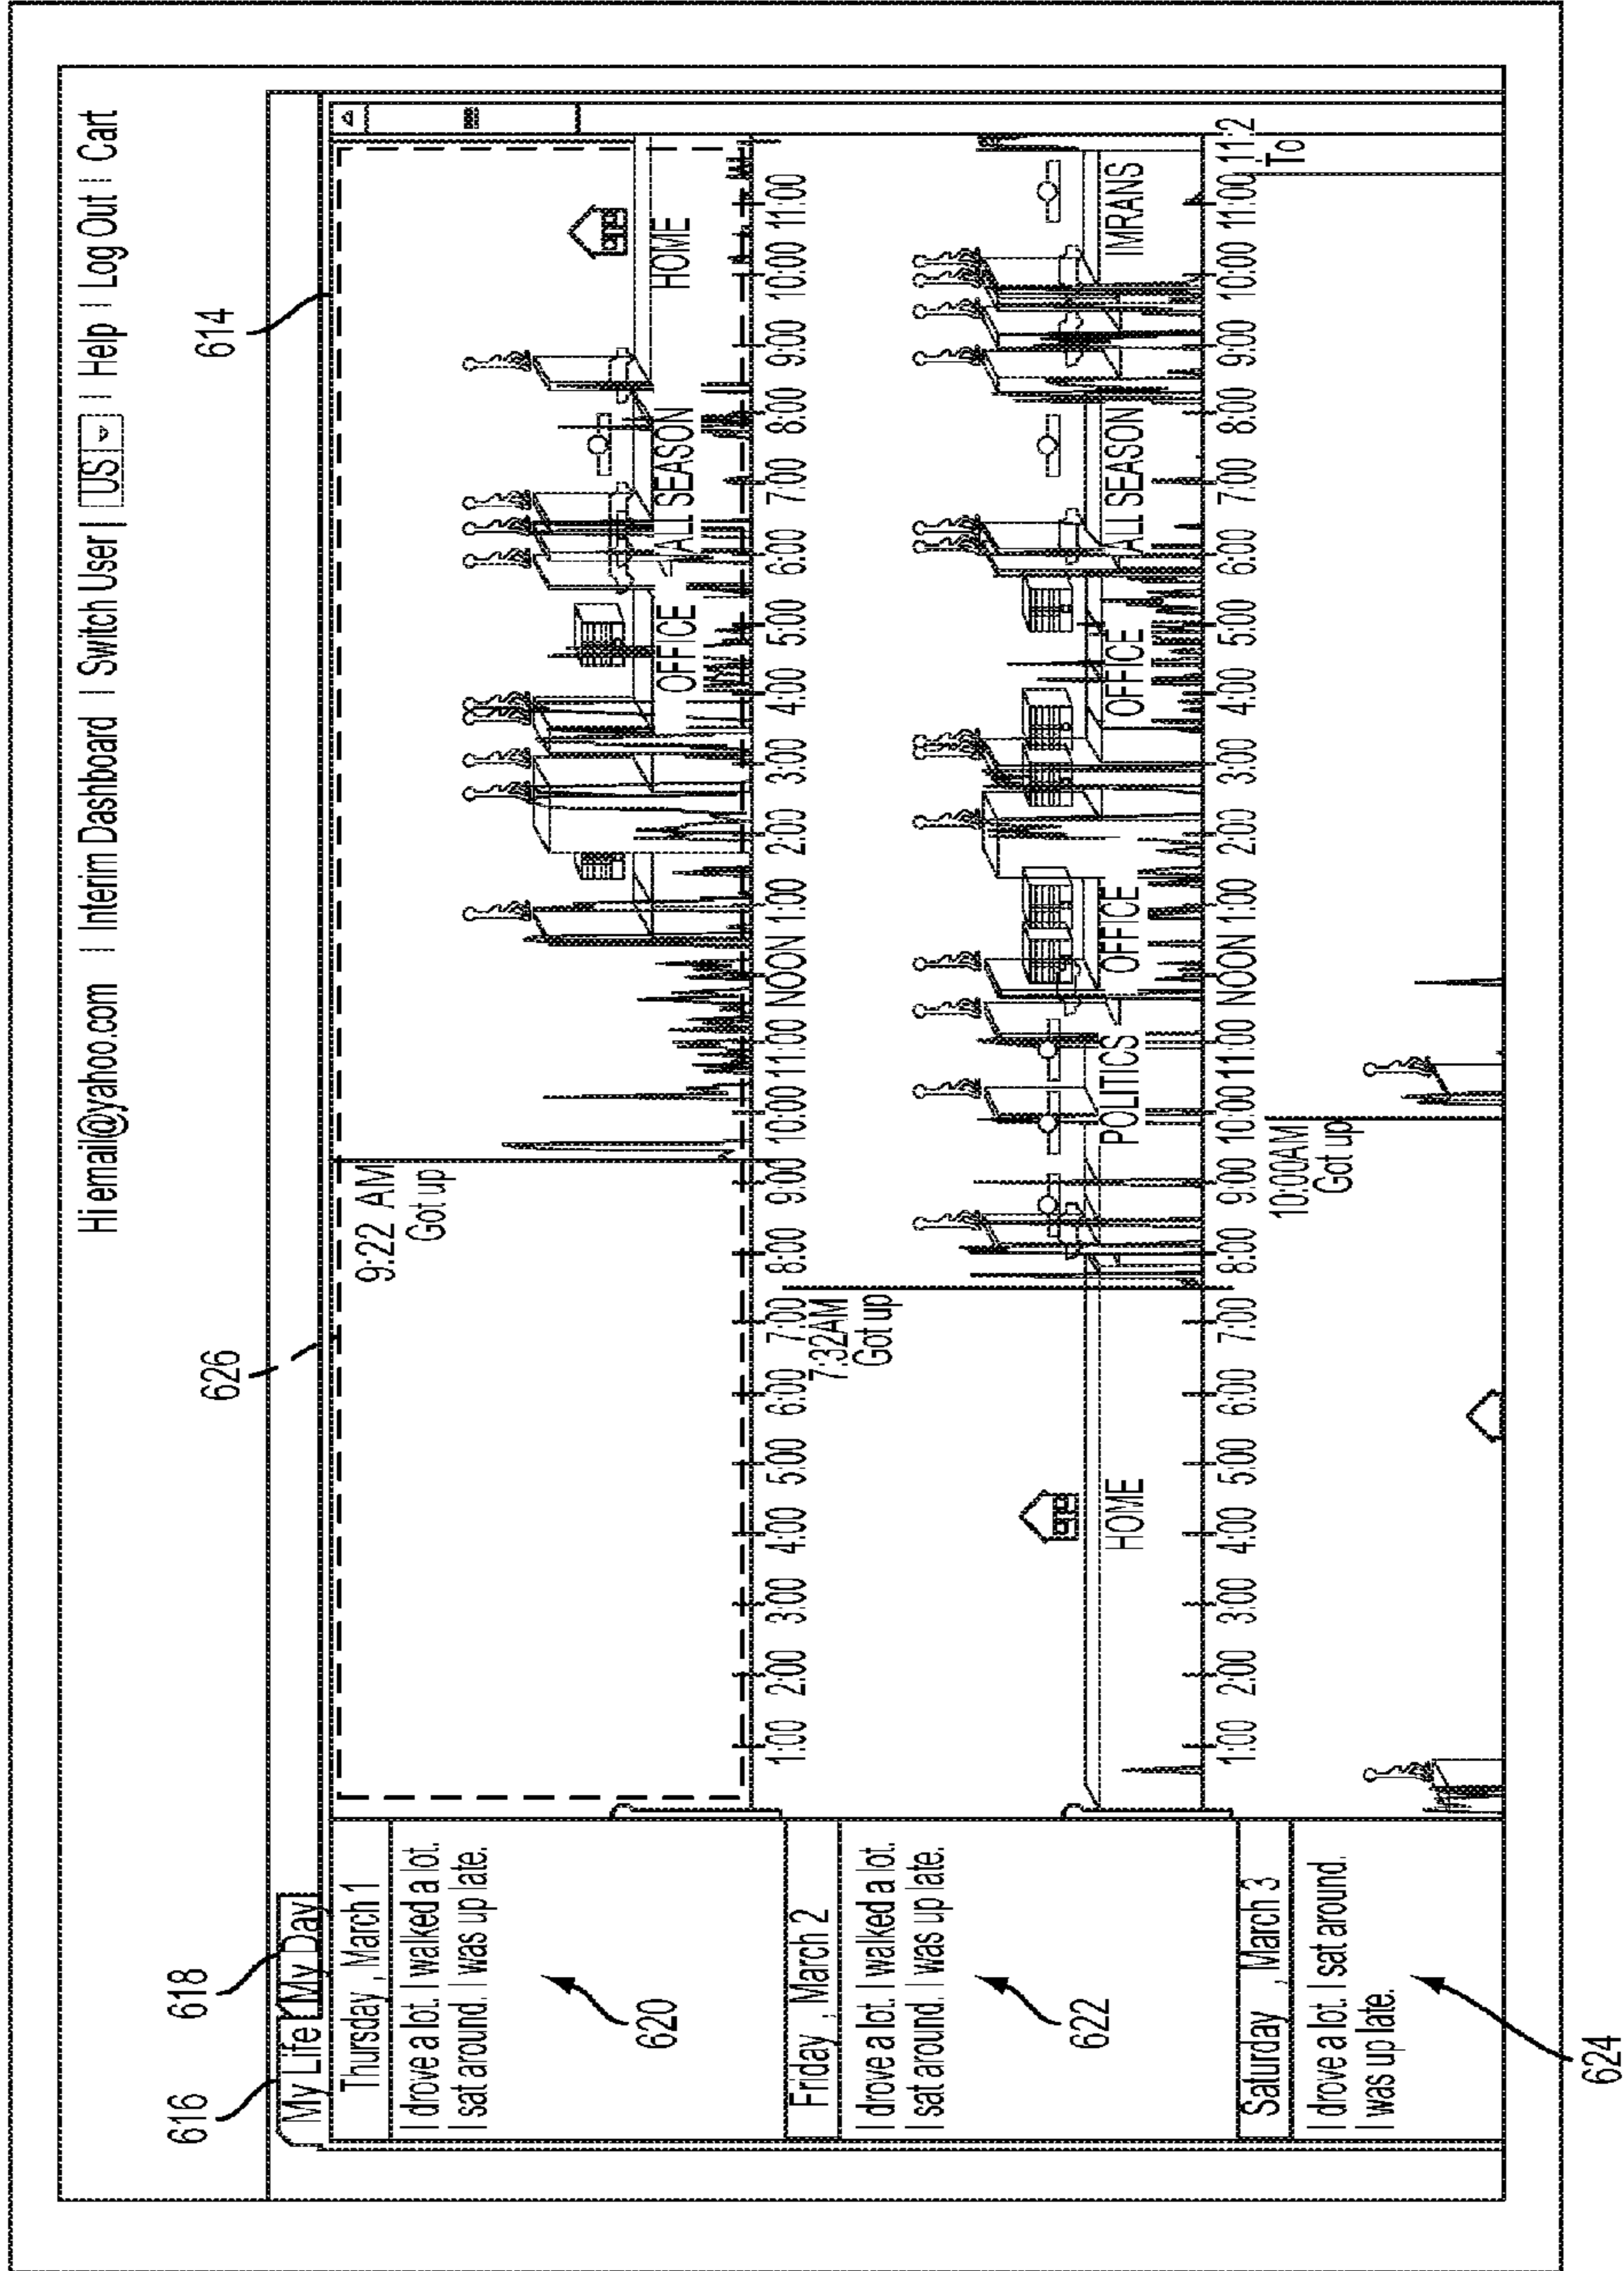 Hi email@yahoo.com | Interim Dashboard | Switch User | US | Help | Log Out | Cart
616
618
626
614
My Life
My Day
Thursday, March 1
I drove a lot. I walked a lot.
I sat around. I was up late.
620
9:22 AM
Got up
OFFICE
ALL SEASON
HOME
1:00 2:00 3:00 4:00 5:00 6:00 7:00 8:00 9:00 10:00 11:00 NOON 1:00 2:00 3:00 4:00 5:00 6:00 7:00 8:00 9:00 10:00 11:00
Friday , March 2
I drove a lot. I walked a lot.
I sat around. I was up late.
622
7:32AM
Got up
HOME
POLITICS
OFFICE
OFFICE
ALL SEASON
IMRANS
1:00 2:00 3:00 4:00 5:00 6:00 7:00 8:00 9:00 10:00 11:00 NOON 1:00 2:00 3:00 4:00 5:00 6:00 7:00 8:00 9:00 10:00 11:00 11:2
Saturday , March 3
I drove a lot. I sat around.
I was up late.
624
10:00AM
Got up
To